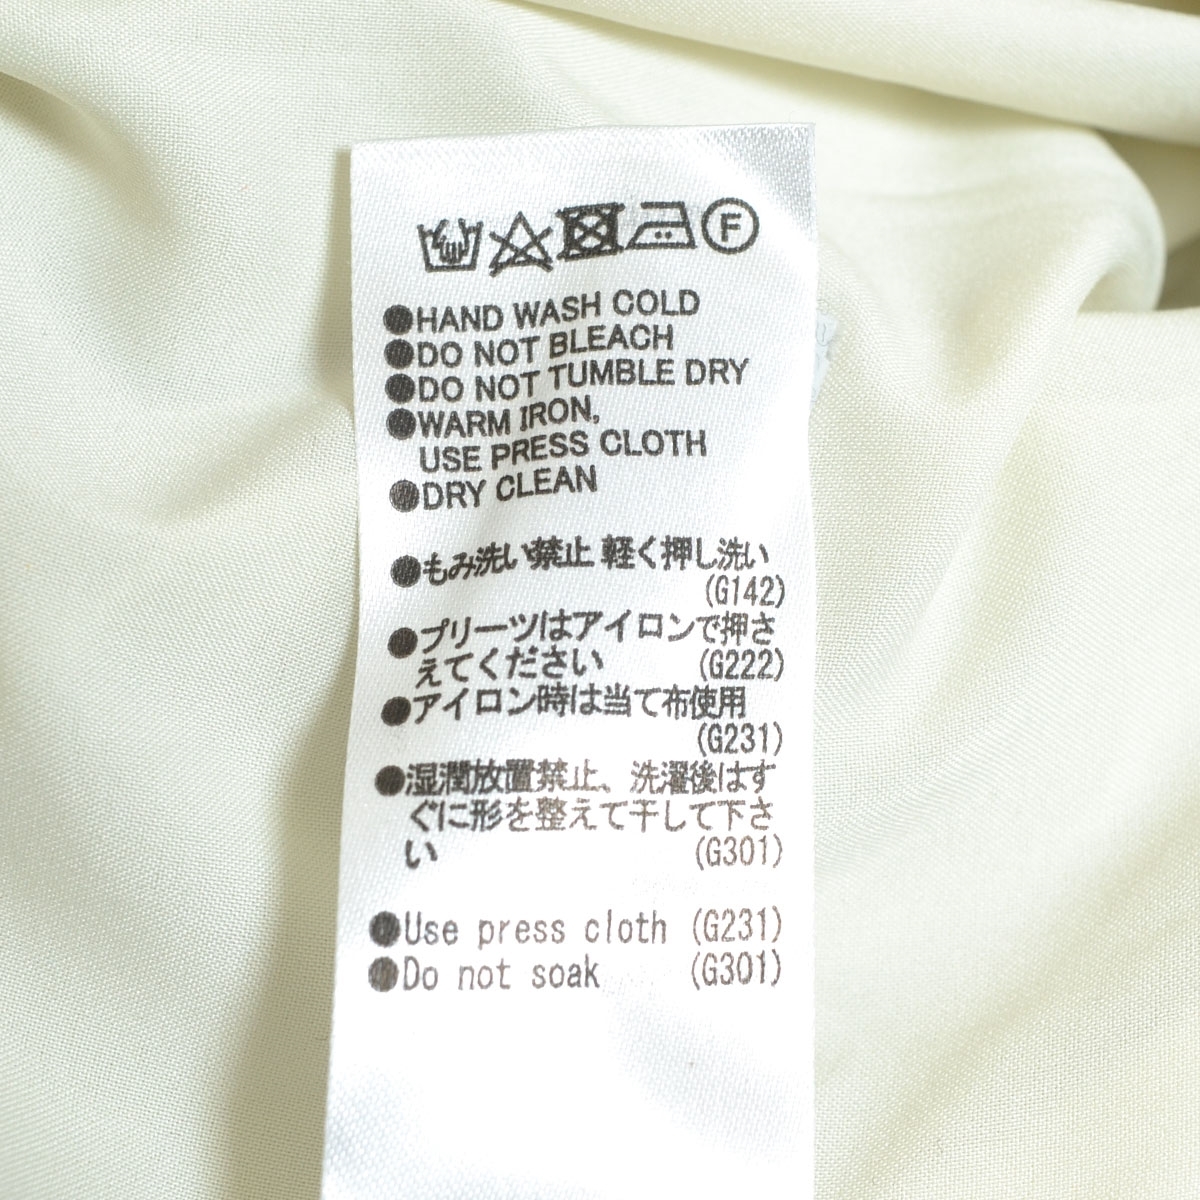 F
●HAND WASH COLD
●DO NOT BLEACH
●DO NOT TUMBLE DRY
●WARM IRON,
USE PRESS CLOTH
●DRY CLEAN
●もみ洗い禁止 軽く押し洗い
(G142)
●プリーツはアイロンで押さ
えてください (G222)
●アイロン時は当て布使用
(G231)
●湿潤放置禁止、洗濯後はす
ぐに形を整えて干して下さ
い (G301)
●Use press cloth (G231)
●Do not soak (G301)